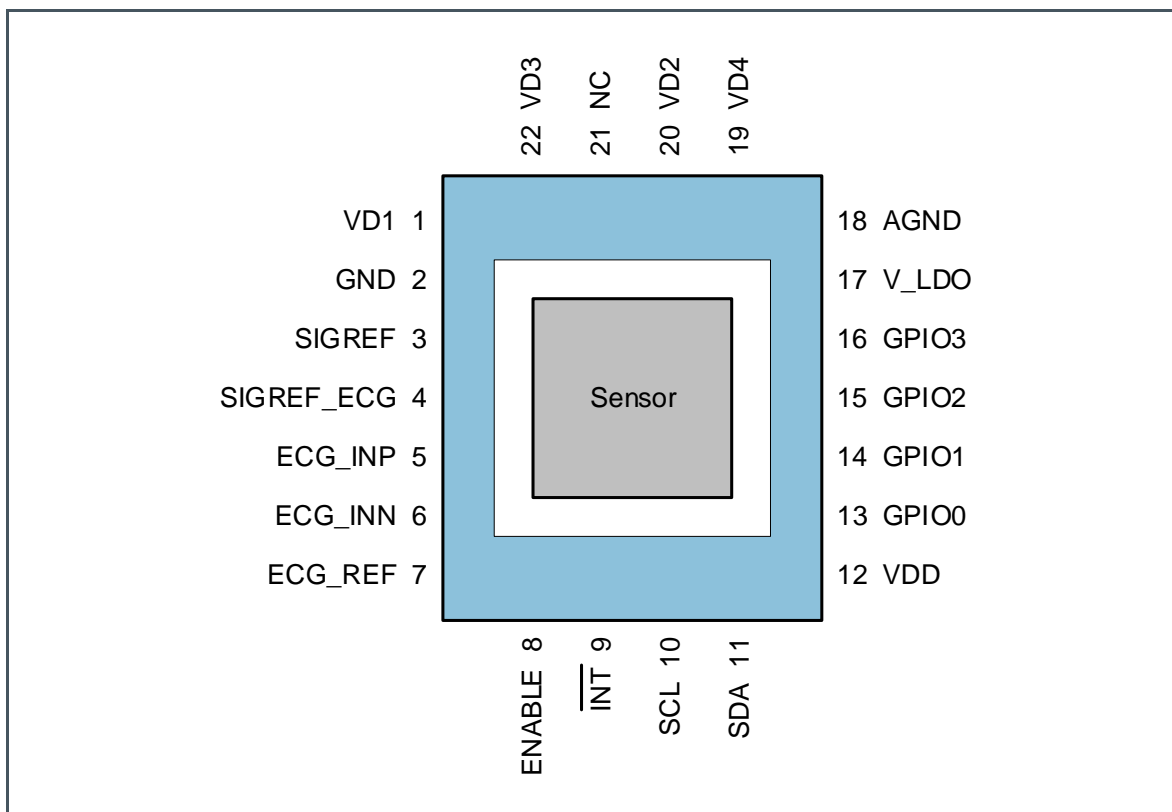 22 VD3
21 NC
20 VD2
19 VD4
VD1 1
GND 2
SIGREF 3
SIGREF_ECG 4
ECG_INP 5
ECG_INN 6
ECG_REF 7
Sensor
18 AGND
17 V_LDO
16 GPIO3
15 GPIO2
14 GPIO1
13 GPIO0
12 VDD
ENABLE 8
INT 9
SCL 10
SDA 11